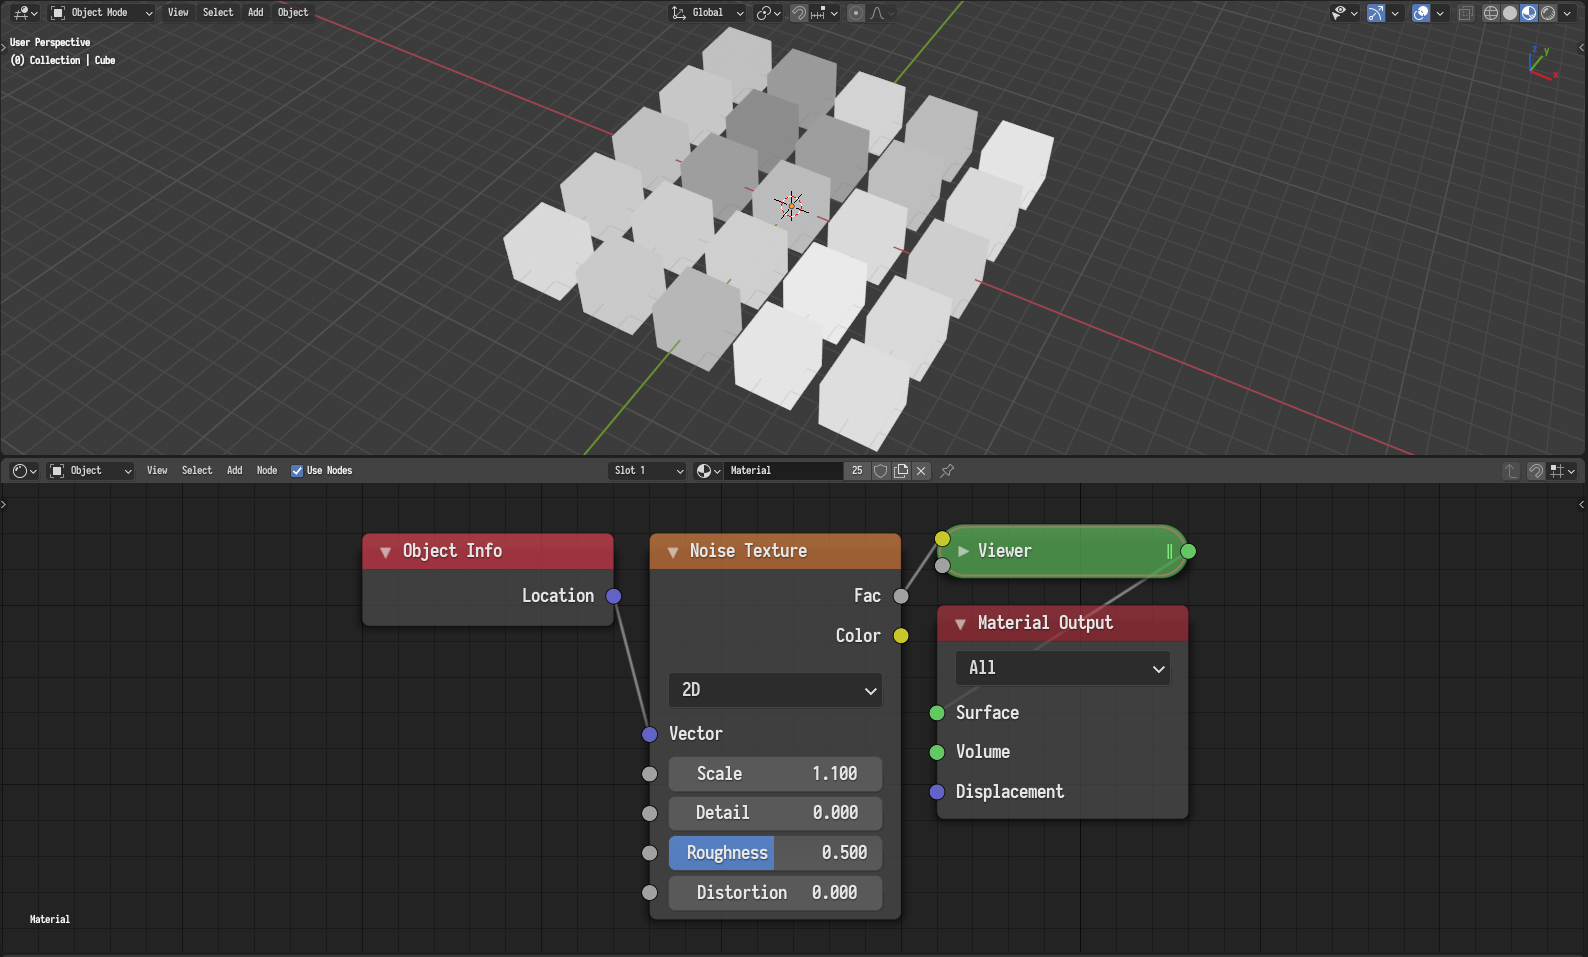 Object Mode View Select Add Object Global
User Perspective
(0) Collection | Cube
z
y
x
Object View Select Add Node Use Nodes Slot 1 Material 25
Object Info
Location
Noise Texture
Fac
Color
2D
Vector
Scale 1.100
Detail 0.000
Roughness 0.500
Distortion 0.000
Viewer
Material Output
All
Surface
Volume
Displacement
Material